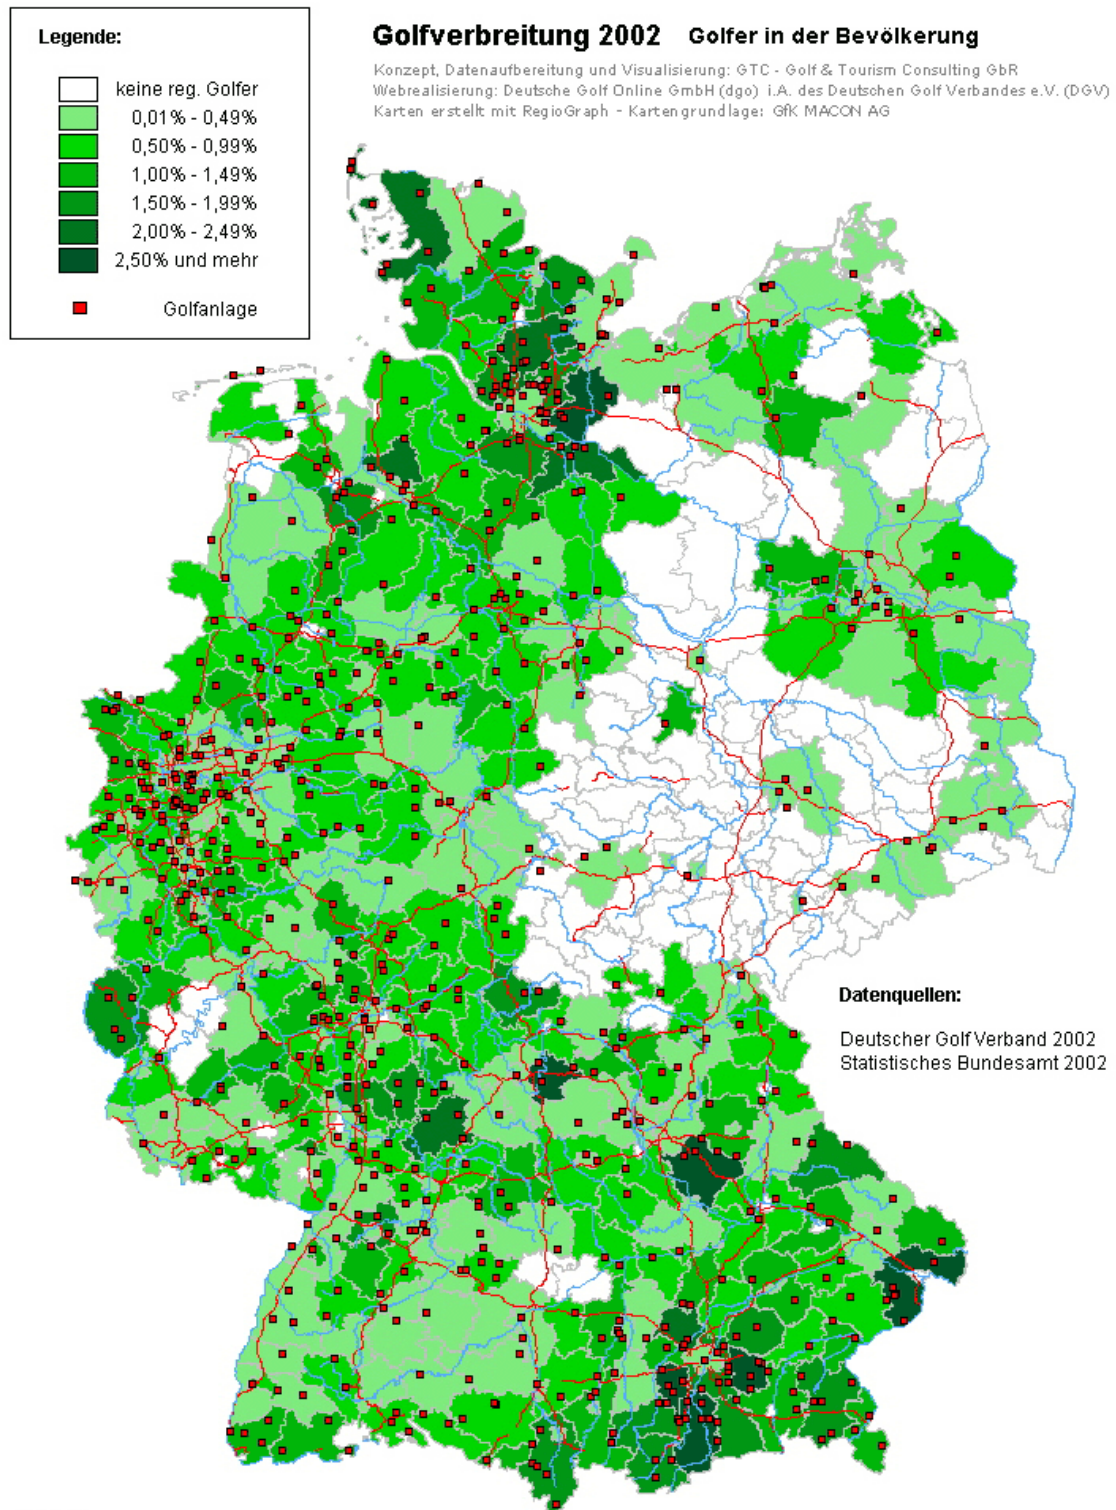 Legende:
keine reg. Golfer
0,01% - 0,49%
0,50% - 0,99%
1,00% - 1,49%
1,50% - 1,99%
2,00% - 2,49%
2,50% und mehr
Golfanlage
Golfverbreitung 2002 Golfer in der Bevölkerung
Konzept, Datenaufbereitung und Visualisierung: GTC - Golf & Tourism Consulting GbR
Webrealisierung: Deutsche Golf Online GmbH (dgo) i.A. des Deutschen Golf Verbandes e.V. (DGV)
Karten erstellt mit RegioGraph - Kartengrundlage: GfK MACON AG
Datenquellen:
Deutscher Golf Verband 2002
Statistisches Bundesamt 2002